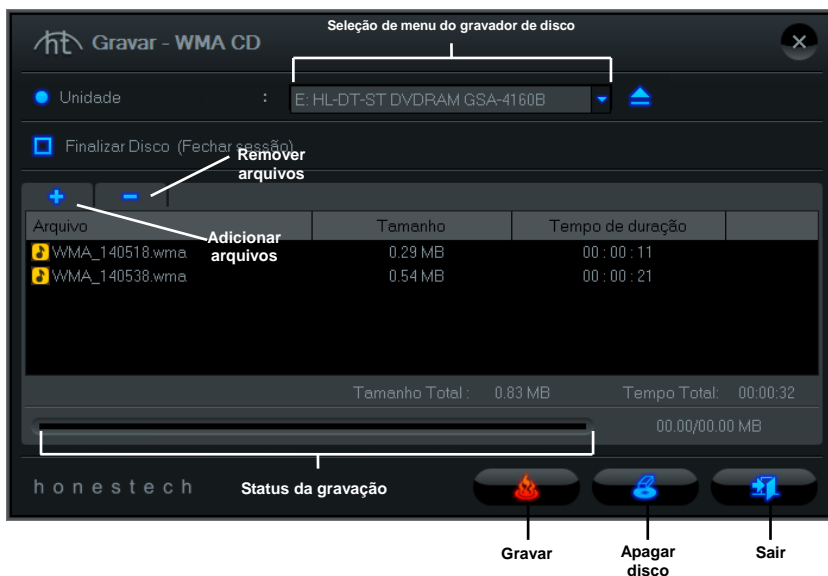 Seleção de menu do gravador de disco
ht Gravar - WMA CD
Unidade : E: HL-DT-ST DVDRAM GSA-4160B
Finalizar Disco (Fechar sessão)
Remover
arquivos
Adicionar
arquivos
Arquivo Tamanho Tempo de duração
WMA_140518.wma 0.29 MB 00 : 00 : 11
WMA_140538.wma 0.54 MB 00 : 00 : 21
Tamanho Total : 0.83 MB Tempo Total: 00:00:32
00.00/00.00 MB
honestech
Status da gravação
Gravar
Apagar
disco
Sair